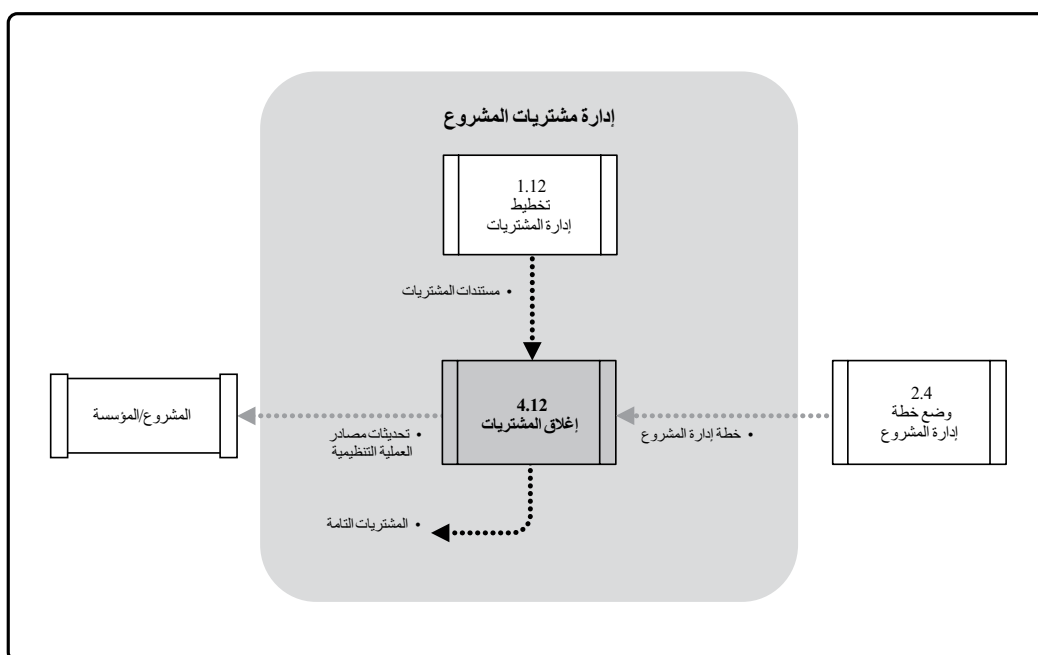 إدارة مشتريات المشروع
1.12
تخطيط
إدارة المشتريات
• مستندات المشتريات
2.4
وضع خطة
إدارة المشروع
• خطة إدارة المشروع
4.12
إغلاق المشتريات
• تحديثات مصادر
العملية التنظيمية
المشروع/المؤسسة
• المشتريات التامة